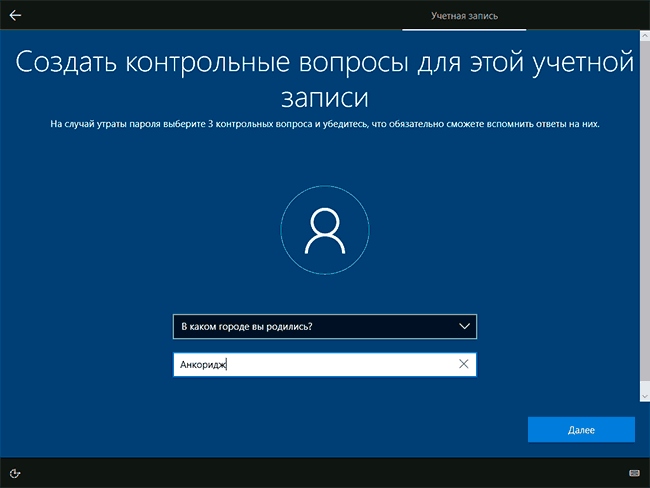 Учетная запись
Создать контрольные вопросы для этой учетной
записи
На случай утраты пароля выберите 3 контрольных вопроса и убедитесь, что обязательно сможете вспомнить ответы на них.
В каком городе вы родились?
Анкоридж
Далее